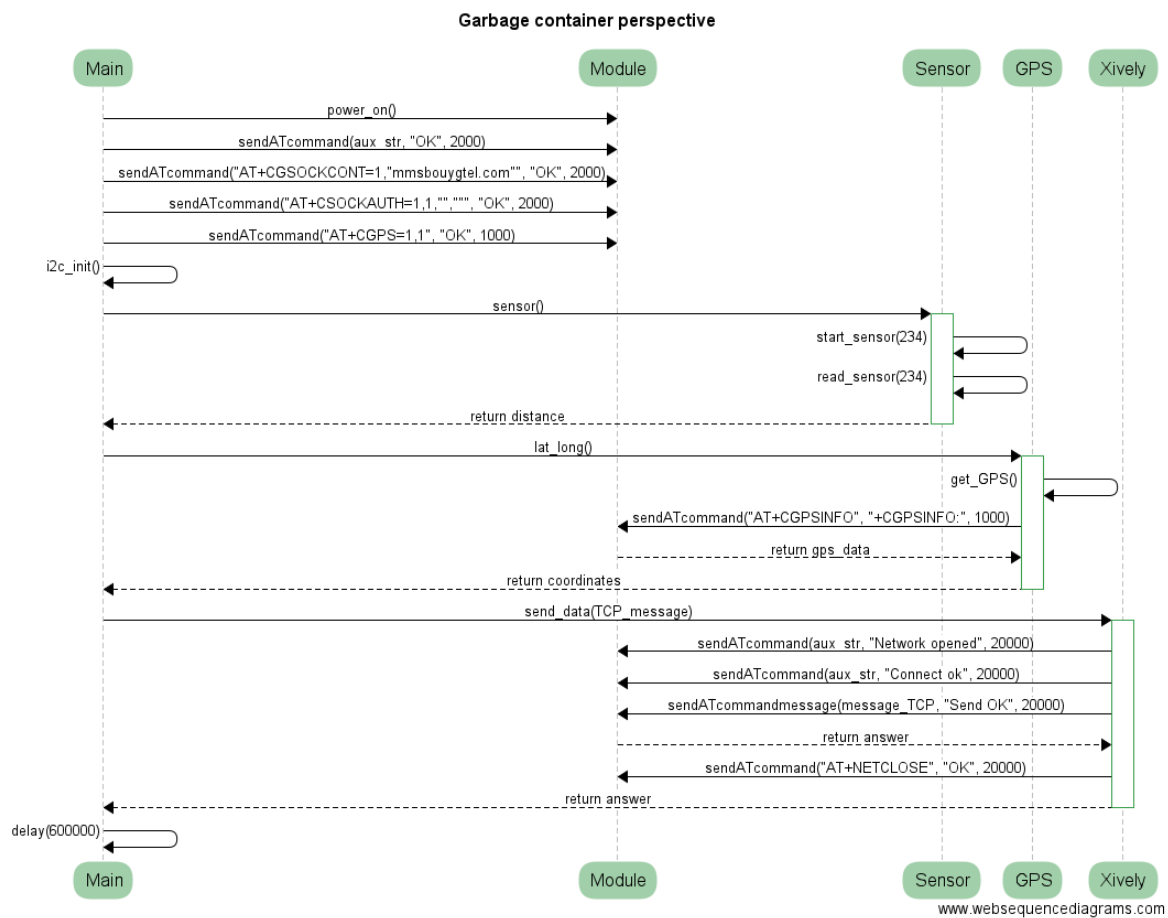 Garbage container perspective
Main Module Sensor GPS Xively
power_on()
sendATcommand(aux_str, "OK", 2000)
sendATcommand("AT+CGSOCKCONT=1,"mmsbouygtel.com"", "OK", 2000)
sendATcommand("AT+CSOCKAUTH=1,1,"",""", "OK", 2000)
sendATcommand("AT+CGPS=1,1", "OK", 1000)
i2c_init()
sensor()
start_sensor(234)
read_sensor(234)
return distance
lat_long()
get_GPS()
sendATcommand("AT+CGPSINFO", "+CGPSINFO:", 1000)
return gps_data
return coordinates
send_data(TCP_message)
sendATcommand(aux_str, "Network opened", 20000)
sendATcommand(aux_str, "Connect ok", 20000)
sendATcommandmessage(message_TCP, "Send OK", 20000)
return answer
sendATcommand("AT+NETCLOSE", "OK", 20000)
return answer
delay(600000)
Main Module Sensor GPS Xively
www.websequencediagrams.com